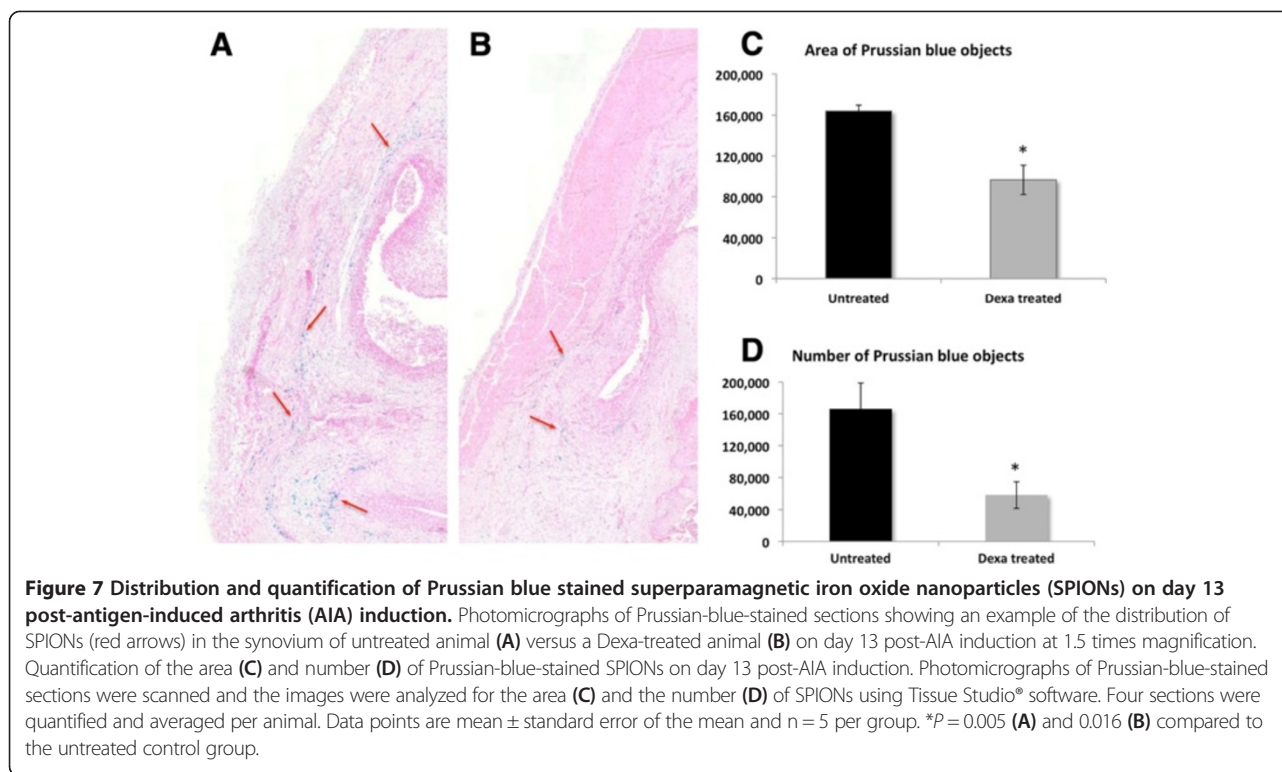 A
B
C
Area of Prussian blue objects
200,000
160,000
120,000
80,000
40,000
0
*
Untreated
Dexa treated
D
Number of Prussian blue objects
200,000
160,000
120,000
80,000
40,000
0
*
Untreated
Dexa treated
Figure 7 Distribution and quantification of Prussian blue stained superparamagnetic iron oxide nanoparticles (SPIONs) on day 13
post-antigen-induced arthritis (AIA) induction. Photomicrographs of Prussian-blue-stained sections showing an example of the distribution of
SPIONs (red arrows) in the synovium of untreated animal (A) versus a Dexa-treated animal (B) on day 13 post-AIA induction at 1.5 times magnification.
Quantification of the area (C) and number (D) of Prussian-blue-stained SPIONs on day 13 post-AIA induction. Photomicrographs of Prussian-blue-stained
sections were scanned and the images were analyzed for the area (C) and the number (D) of SPIONs using Tissue Studio® software. Four sections were
quantified and averaged per animal. Data points are mean ± standard error of the mean and n = 5 per group. *P = 0.005 (A) and 0.016 (B) compared to
the untreated control group.